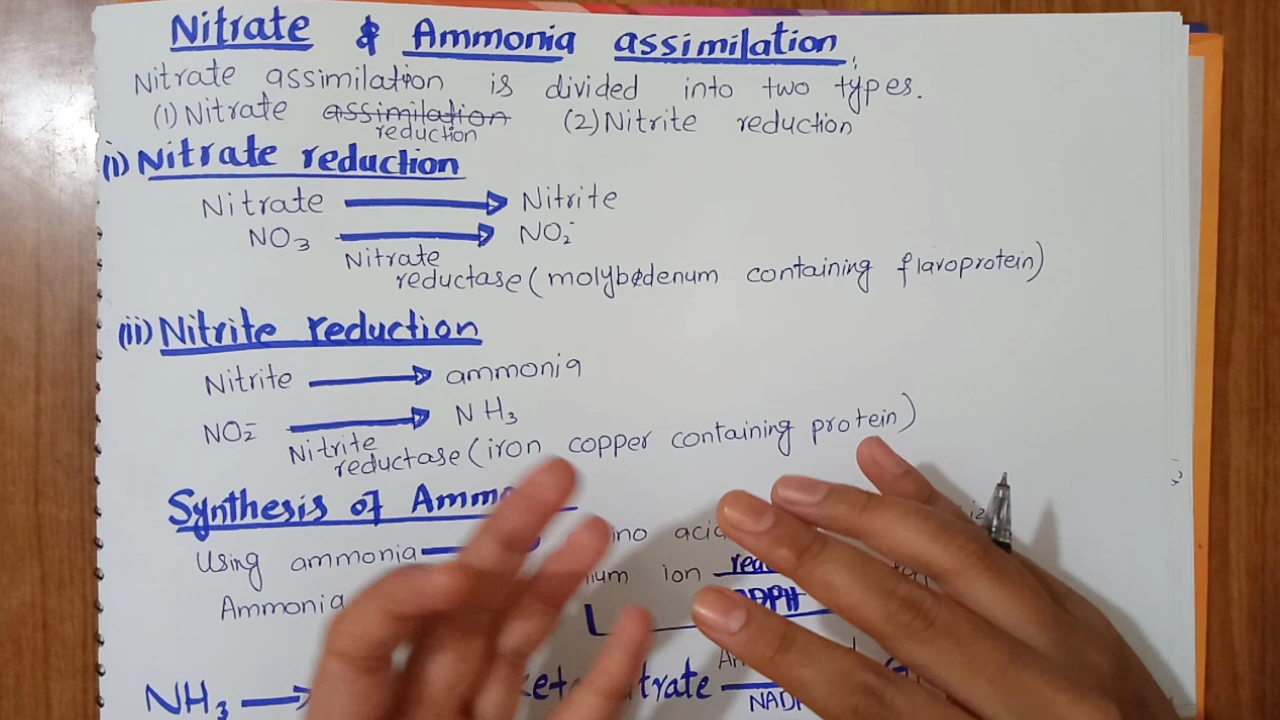 Nitrate & Ammonia assimilation
Nitrate assimilation is divided into two types.
(1) Nitrate assimilation reduction (2) Nitrite reduction
(i) Nitrate reduction
Nitrate → Nitrite
NO3 → NO2-
Nitrate
reductase (molybedenum containing flavoprotein)
(ii) Nitrite reduction
Nitrite → ammonia
NO2- → NH3
Nitrite
reductase (iron copper containing protein)
Synthesis of
Using ammonia
Ammonia ion
NH3 →